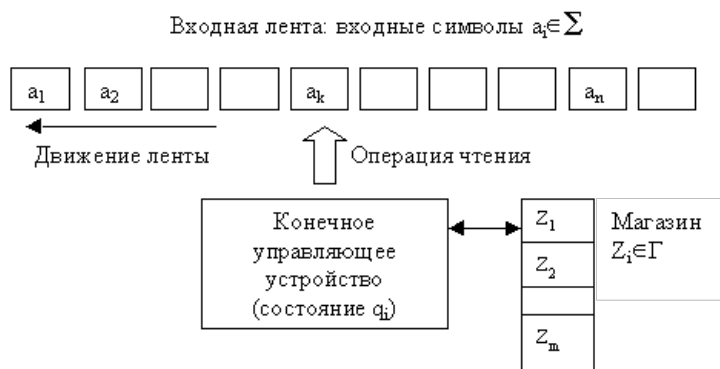 Входная лента: входные символы aᵢ∈Σ
a₁ a₂ aₖ aₙ
Движение ленты
Операция чтения
Конечное
управляющее
устройство
(состояние qᵢ)
Z₁
Z₂
Zₘ
Магазин
Zᵢ∈Γ